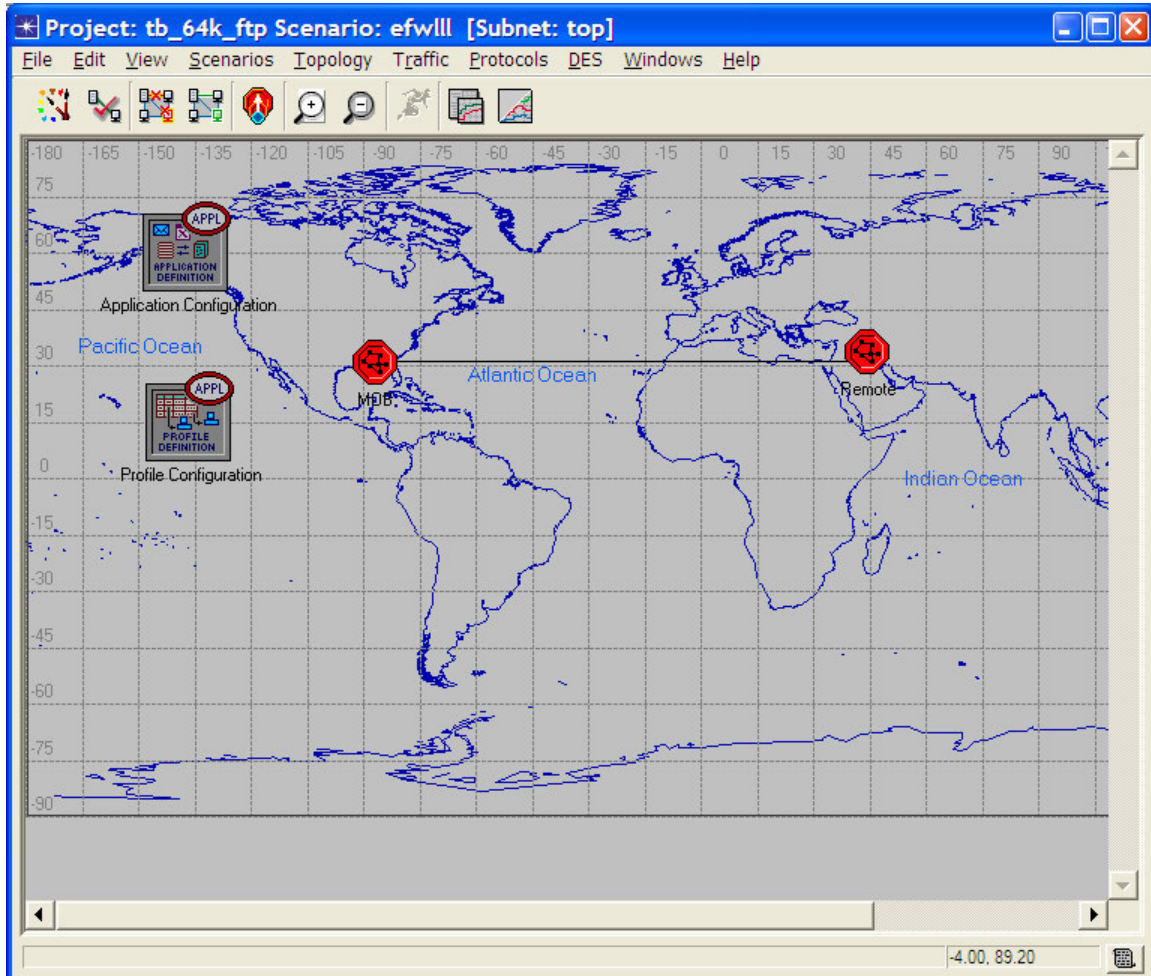 Project: tb_64k_ftp Scenario: efwlll [Subnet: top]
File Edit View Scenarios Topology Traffic Protocols DES Windows Help
-180 -165 -150 -135 -120 -105 -90 -75 -60 -45 -30 -15 0 15 30 45 60 75 90
75
60
45
30
15
0
-15
-30
-45
-60
-75
-90
APPL
APPLICATION
DEFINITION
Application Configuration
Pacific Ocean
APPL
PROFILE
DEFINITION
Profile Configuration
MOB
Atlantic Ocean
Remote
Indian Ocean
-4.00, 89.20